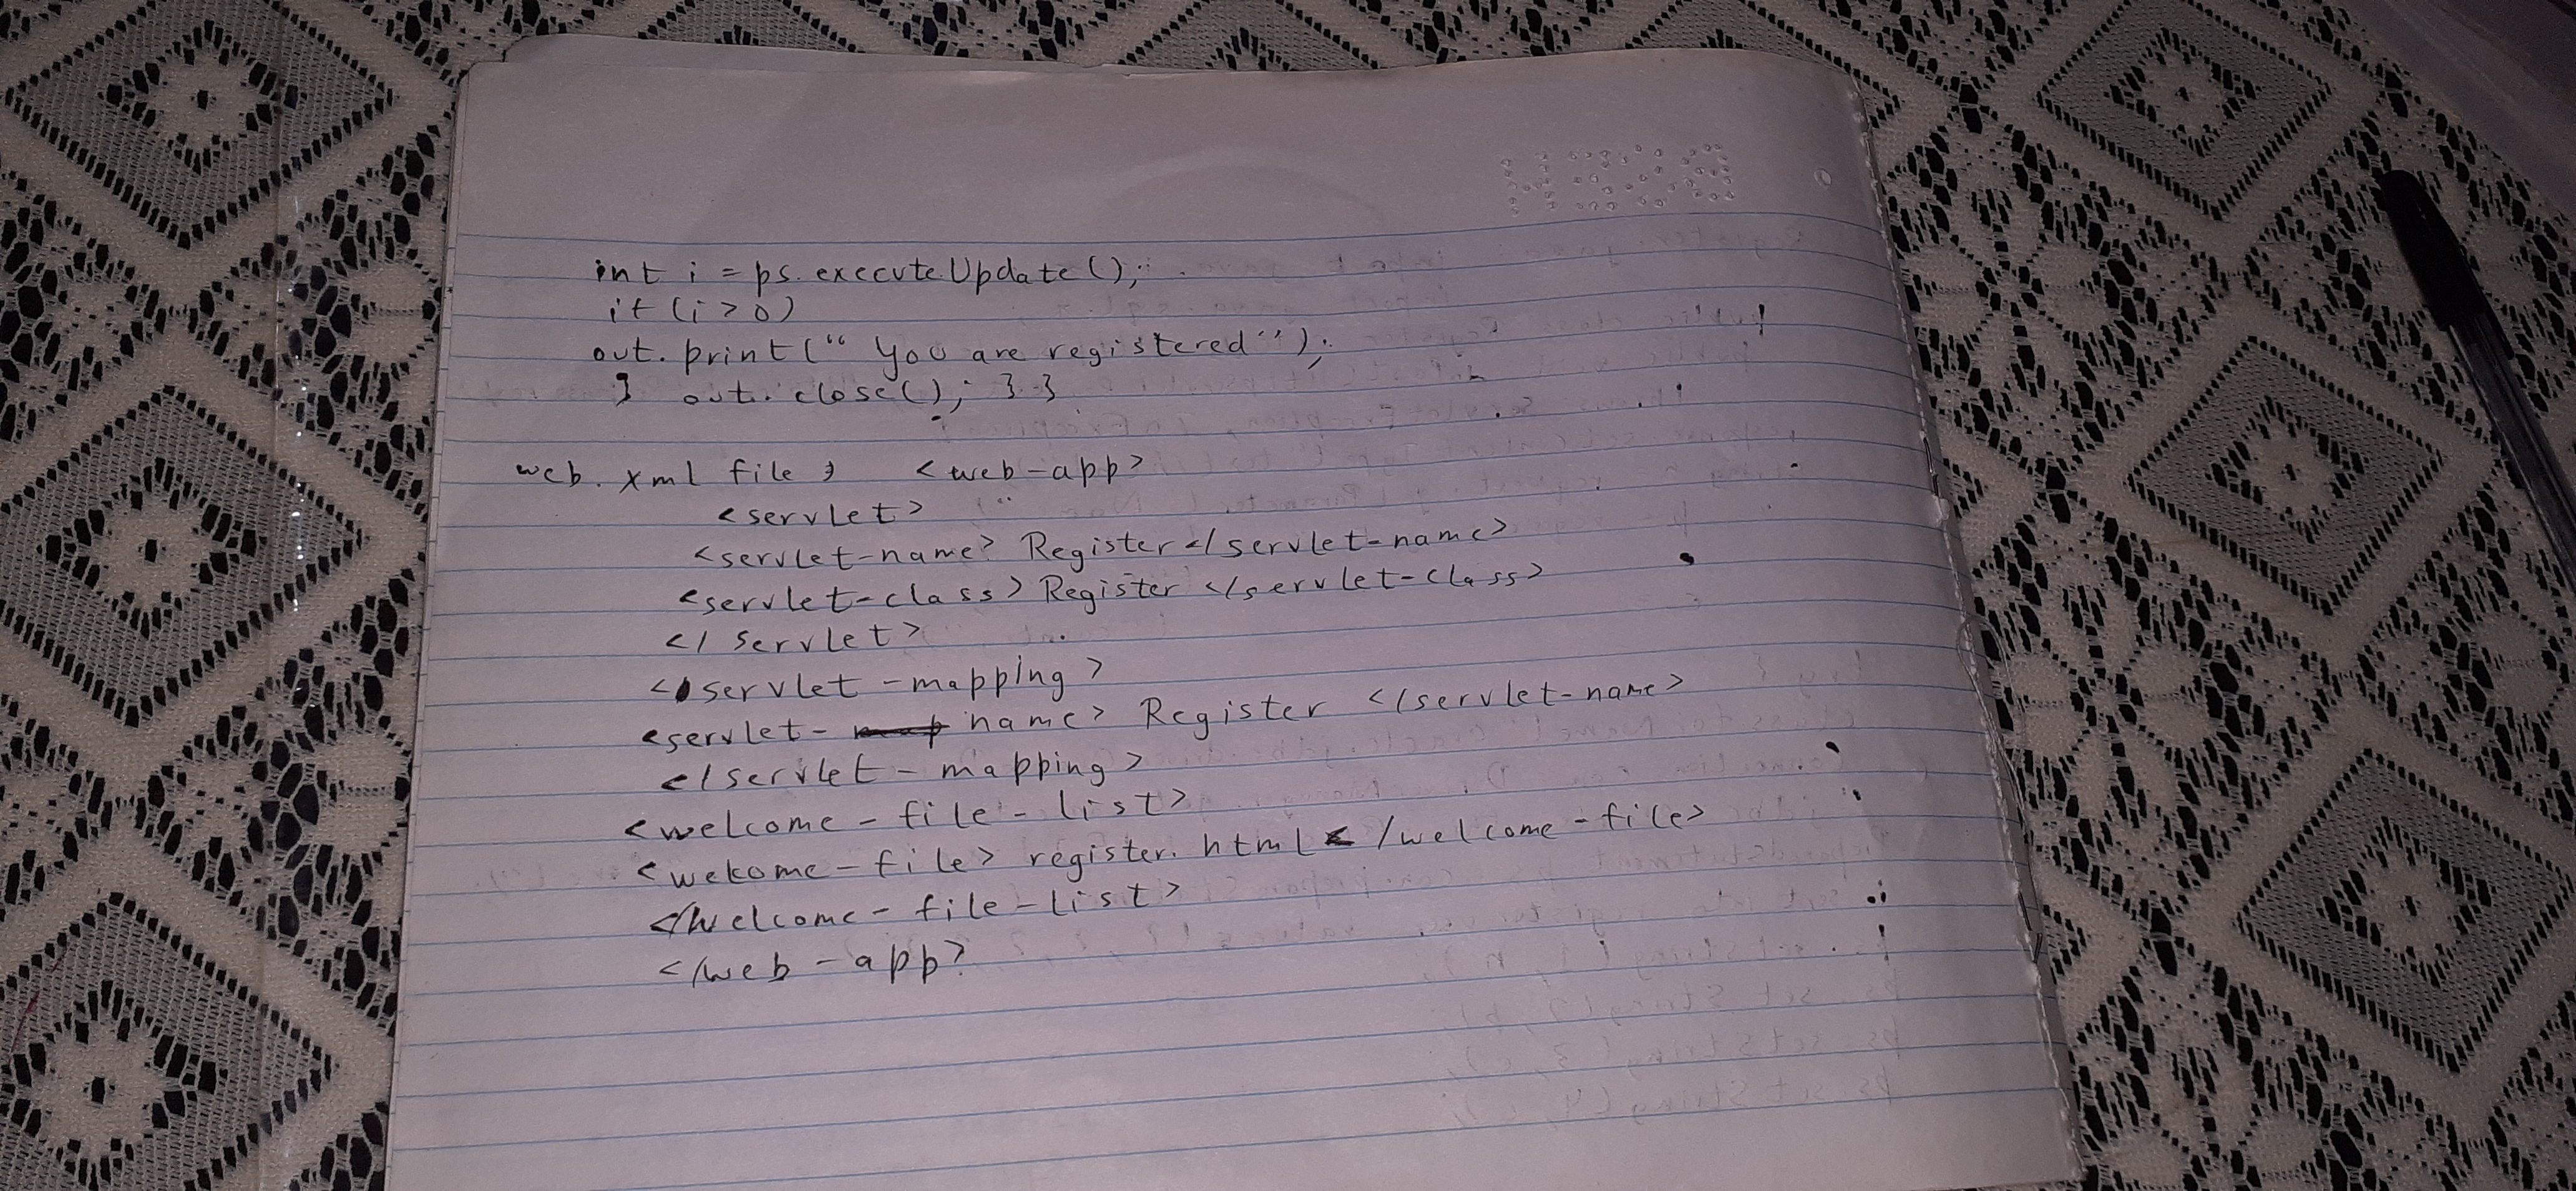 int i = ps.executeUpdate();
if (i > 0)
out. print (" You are registered");
} out. close(); } }
web. xml file , <web-app>
<servlet>
<servlet-name> Register </servlet-name>
<servlet-class> Register </servlet-class>
</servlet>
<servlet-mapping>
<servlet- name> Register </servlet-name>
</servlet-mapping>
<welcome-file-list>
<welcome-file> register. html </welcome-file>
</welcome-file-list>
</web-app>